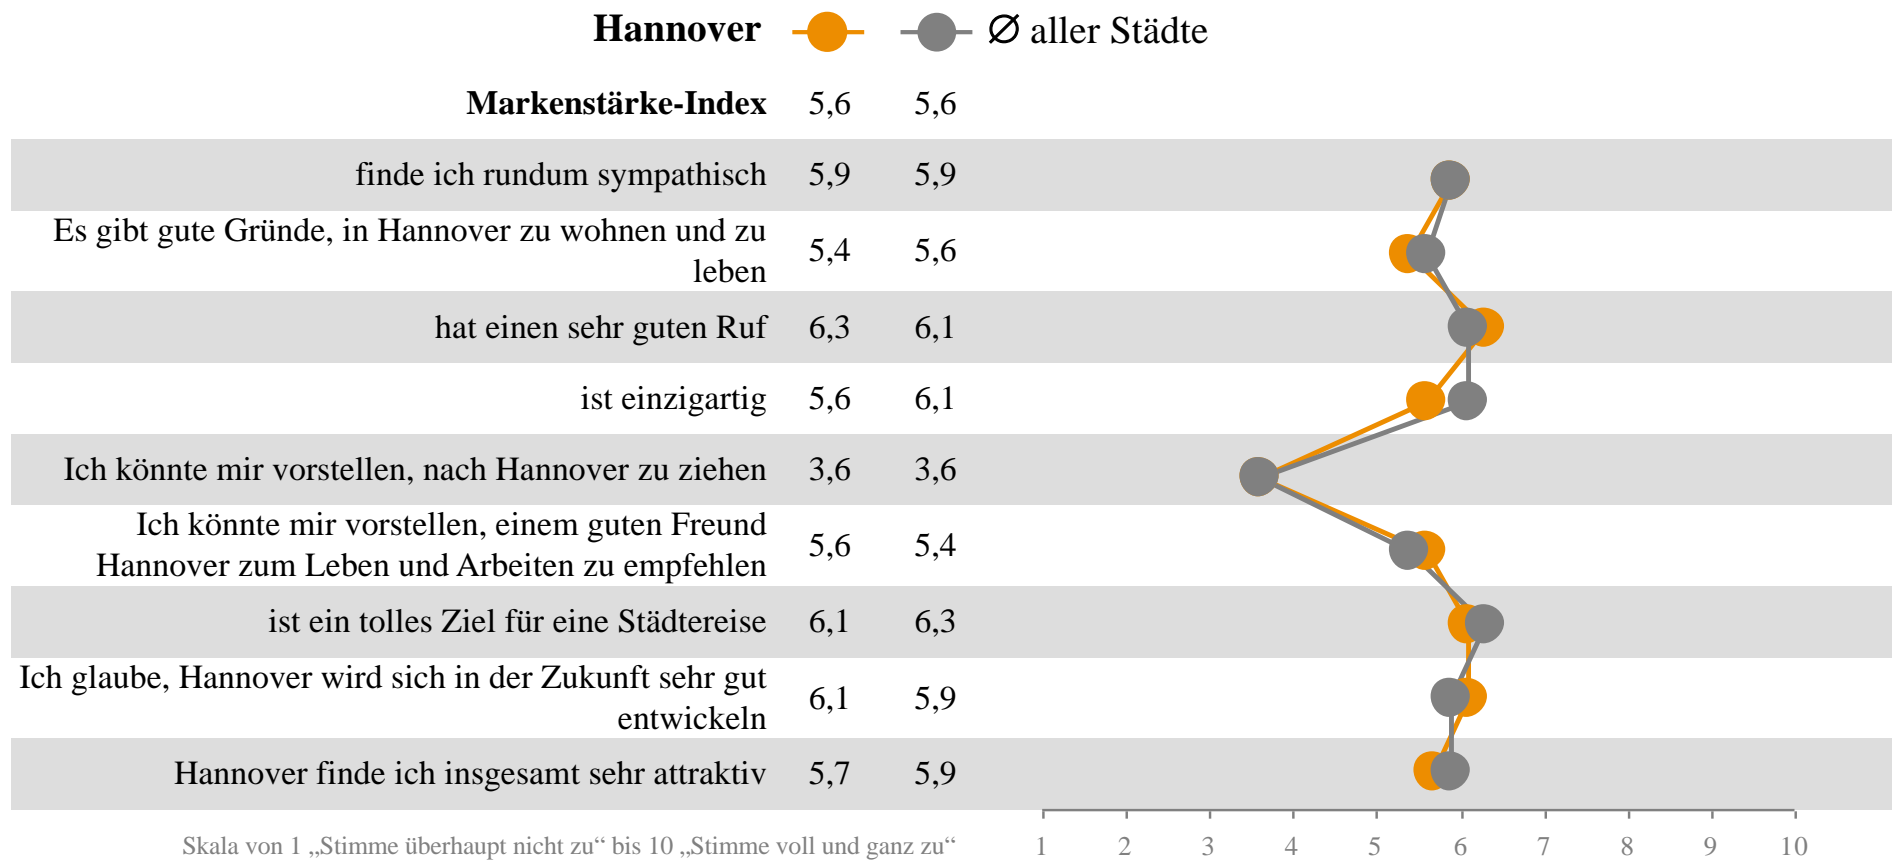 Hannover ∅ aller Städte
Markenstärke-Index 5,6 5,6
finde ich rundum sympathisch 5,9 5,9
Es gibt gute Gründe, in Hannover zu wohnen und zu
leben 5,4 5,6
hat einen sehr guten Ruf 6,3 6,1
ist einzigartig 5,6 6,1
Ich könnte mir vorstellen, nach Hannover zu ziehen 3,6 3,6
Ich könnte mir vorstellen, einem guten Freund
Hannover zum Leben und Arbeiten zu empfehlen 5,6 5,4
ist ein tolles Ziel für eine Städtereise 6,1 6,3
Ich glaube, Hannover wird sich in der Zukunft sehr gut
entwickeln 6,1 5,9
Hannover finde ich insgesamt sehr attraktiv 5,7 5,9
Skala von 1 „Stimme überhaupt nicht zu“ bis 10 „Stimme voll und ganz zu“ 1 2 3 4 5 6 7 8 9 10